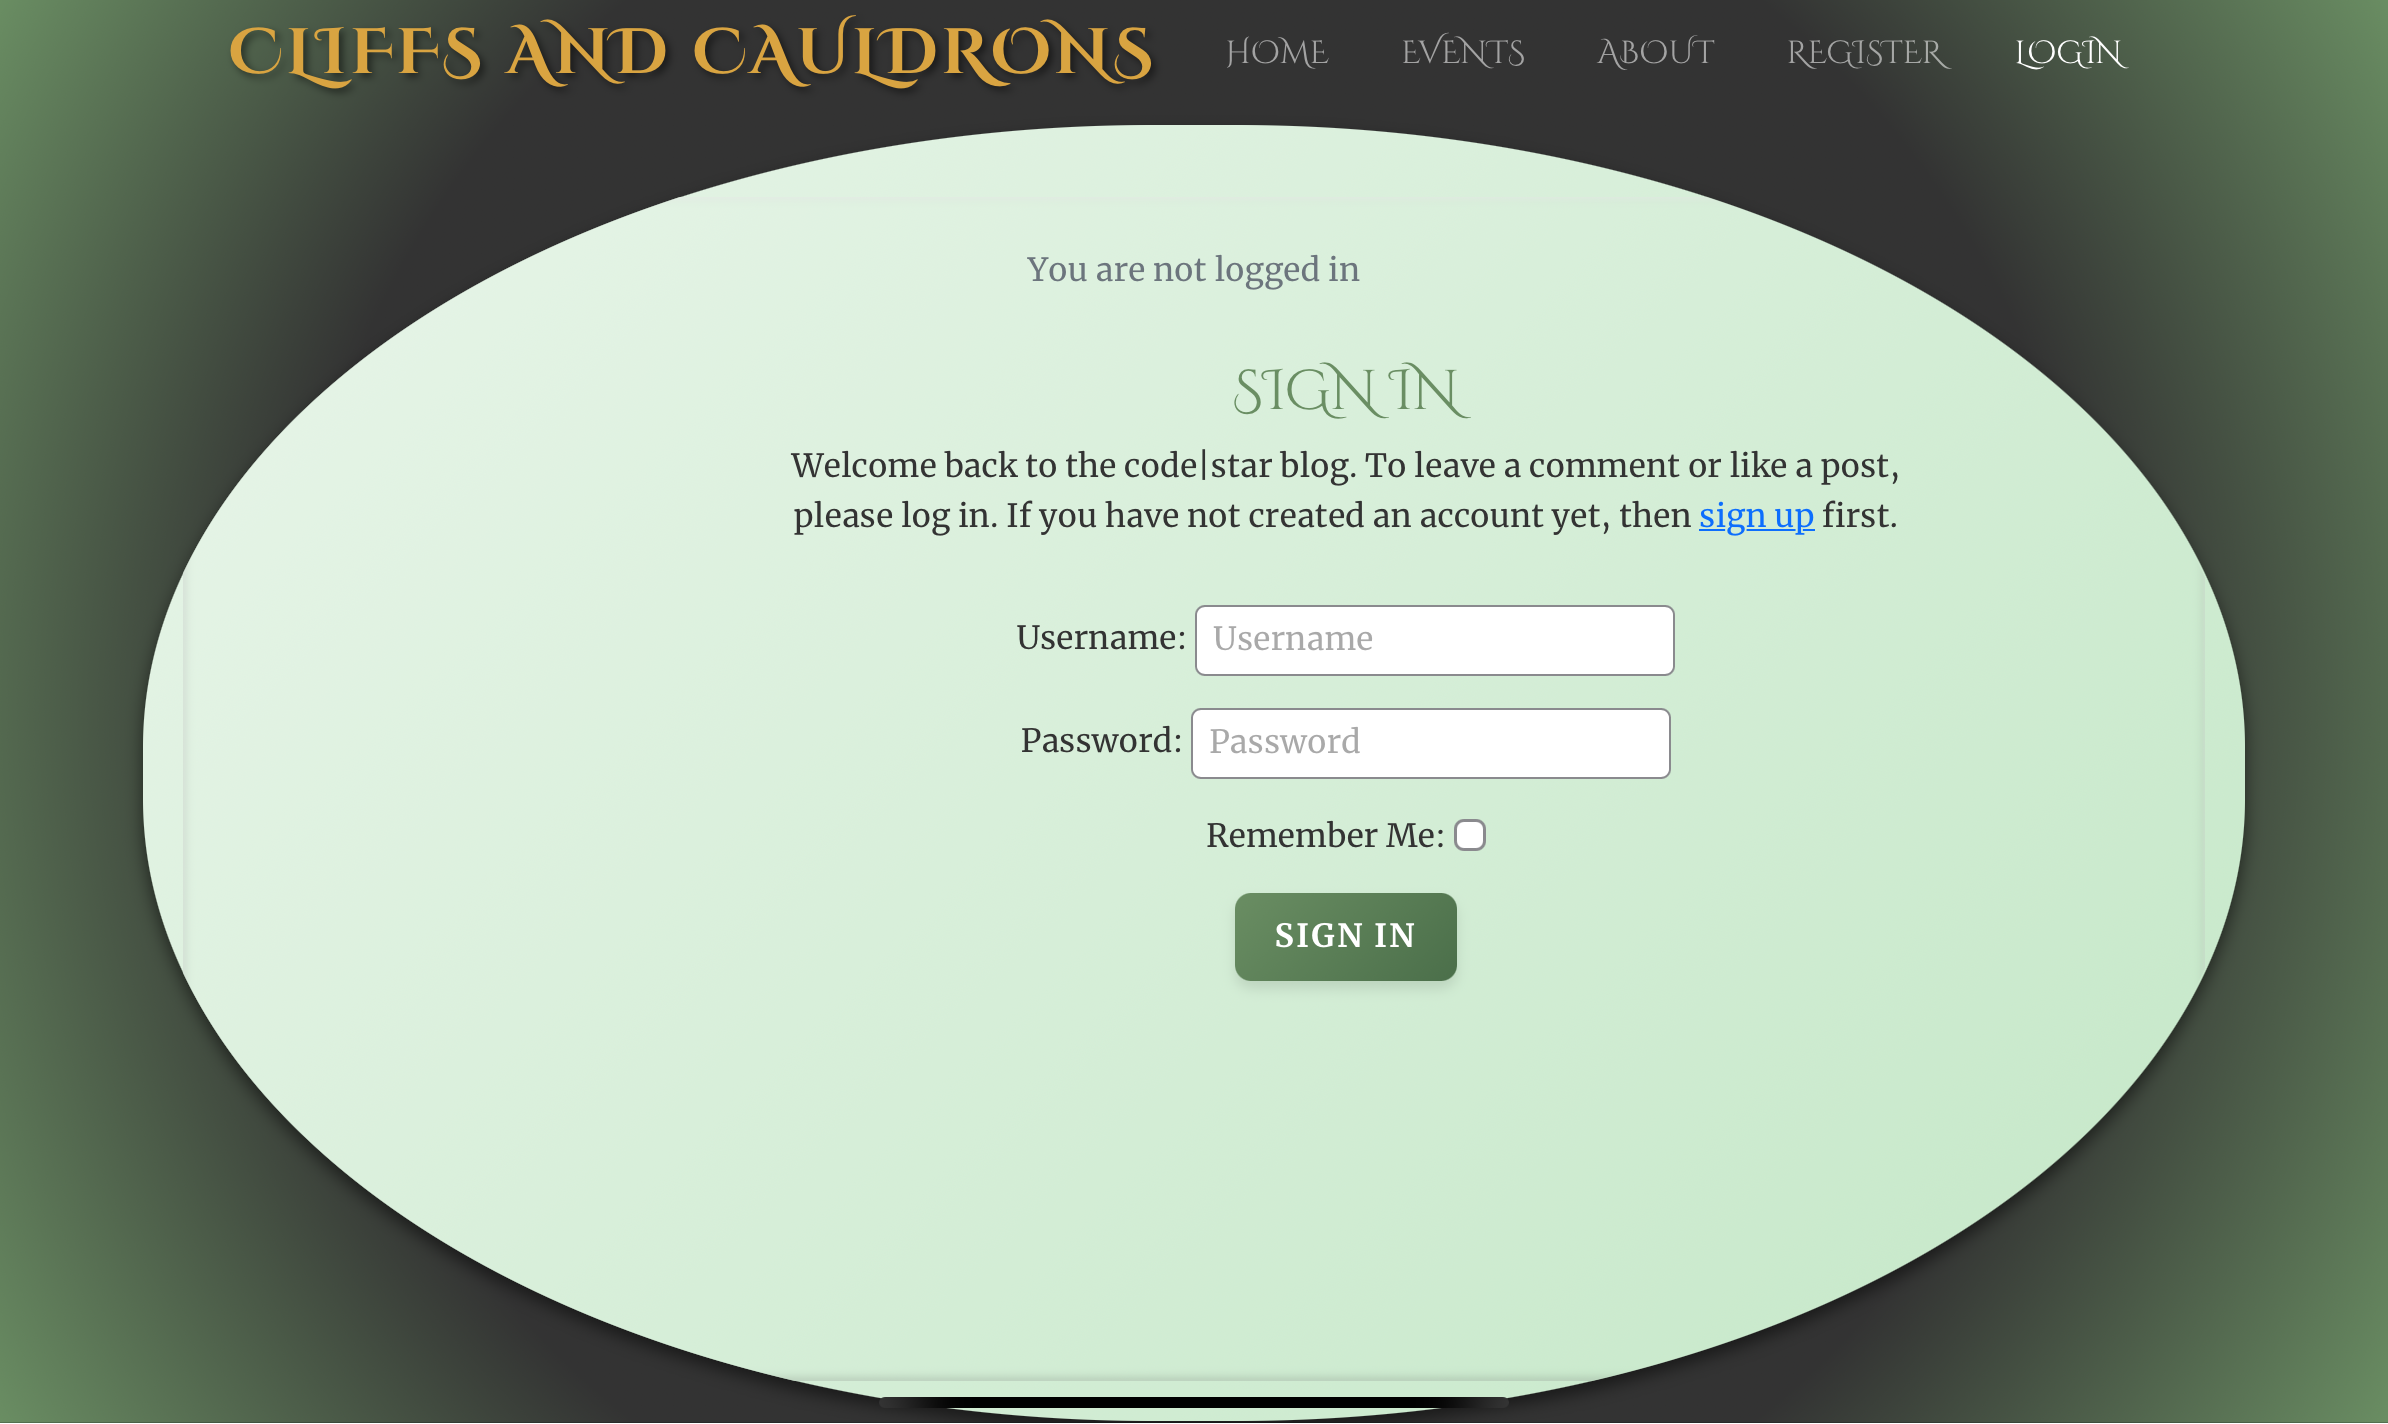 CLIFFS AND CAULDRONS
HOME
EVENTS
ABOUT
REGISTER
LOGIN
You are not logged in
SIGN IN
Welcome back to the code|star blog. To leave a comment or like a post,
please log in. If you have not created an account yet, then sign up first.
Username: Username
Password: Password
Remember Me:
SIGN IN